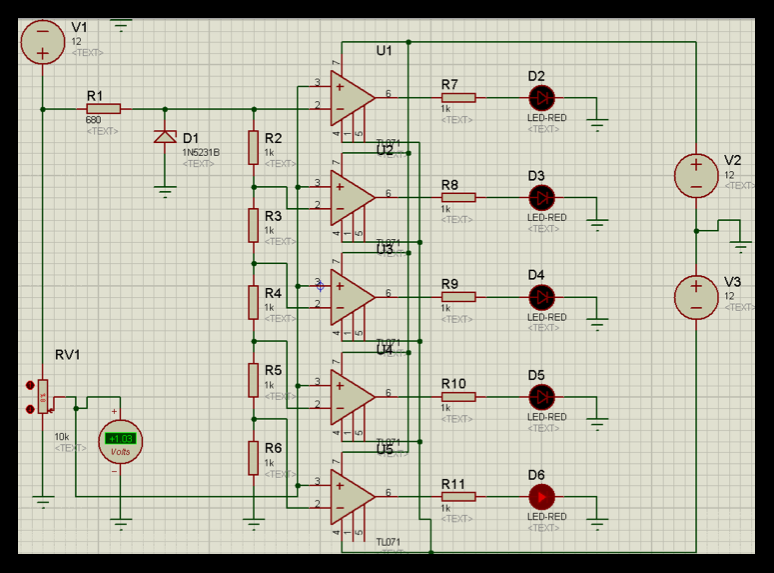 V1
12
<TEXT>
R1
680
<TEXT>
D1
1N5231B
<TEXT>
R2
1k
<TEXT>
R3
1k
<TEXT>
R4
1k
<TEXT>
R5
1k
<TEXT>
R6
1k
<TEXT>
RV1
10k
<TEXT>
+1.03
Volts
+
−
U1
3
2
7
6
4
1
5
TL071
U2
3
2
7
6
4
1
5
TL071
U3
3
2
7
6
4
1
5
TL071
U4
3
2
7
6
4
1
5
TL071
U5
3
2
7
6
4
1
5
TL071
R7
1k
<TEXT>
D2
LED-RED
<TEXT>
R8
1k
<TEXT>
D3
LED-RED
<TEXT>
R9
1k
<TEXT>
D4
LED-RED
<TEXT>
R10
1k
<TEXT>
D5
LED-RED
<TEXT>
R11
1k
<TEXT>
D6
LED-RED
<TEXT>
V2
12
<TEXT>
V3
12
<TEXT>